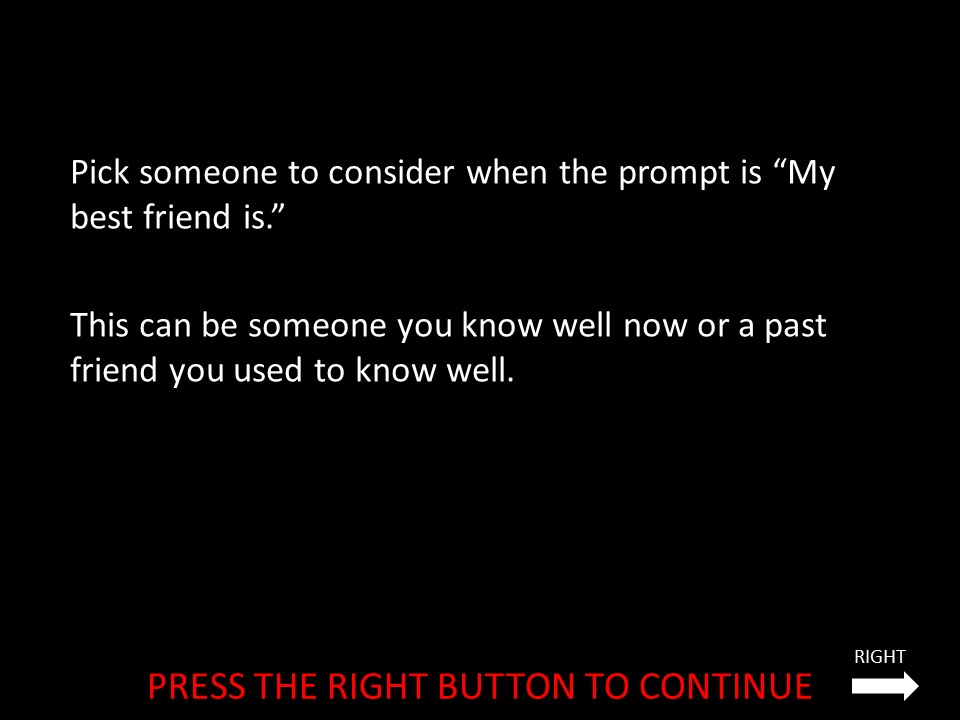 Pick someone to consider when the prompt is “My
best friend is.”
This can be someone you know well now or a past
friend you used to know well.
RIGHT
PRESS THE RIGHT BUTTON TO CONTINUE